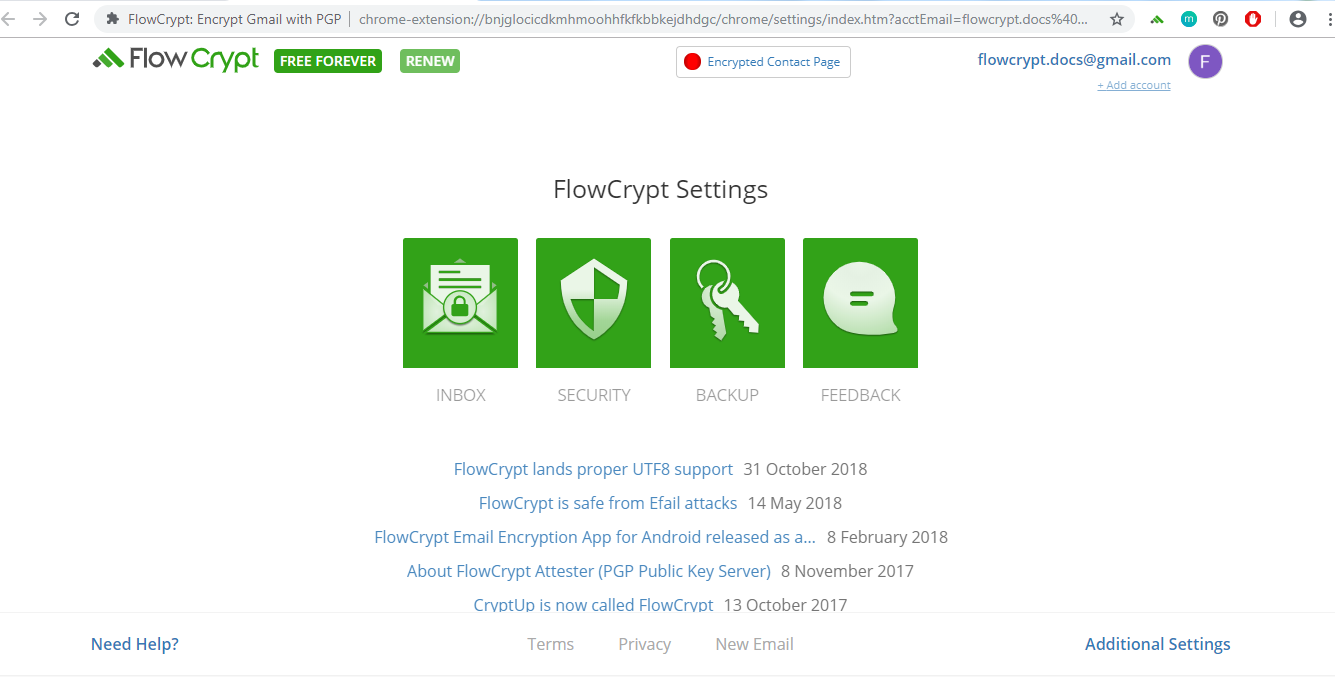 FlowCrypt: Encrypt Gmail with PGP | chrome-extension://bnjglocicdkmhmoohhfkfkbbkejdhdgc/chrome/settings/index.htm?acctEmail=flowcrypt.docs%40...
m
FlowCrypt FREE FOREVER RENEW Encrypted Contact Page flowcrypt.docs@gmail.com F
+ Add account
FlowCrypt Settings
INBOX SECURITY BACKUP FEEDBACK
FlowCrypt lands proper UTF8 support 31 October 2018
FlowCrypt is safe from Efail attacks 14 May 2018
FlowCrypt Email Encryption App for Android released as a... 8 February 2018
About FlowCrypt Attester (PGP Public Key Server) 8 November 2017
CryptUp is now called FlowCrypt 13 October 2017
Need Help? Terms Privacy New Email Additional Settings